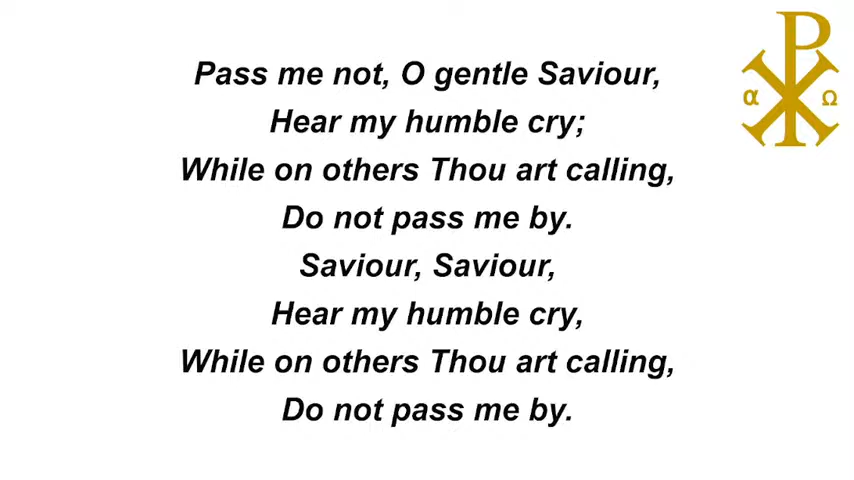 Pass me not, O gentle Saviour,
Hear my humble cry;
While on others Thou art calling,
Do not pass me by.
Saviour, Saviour,
Hear my humble cry,
While on others Thou art calling,
Do not pass me by.
α Ω